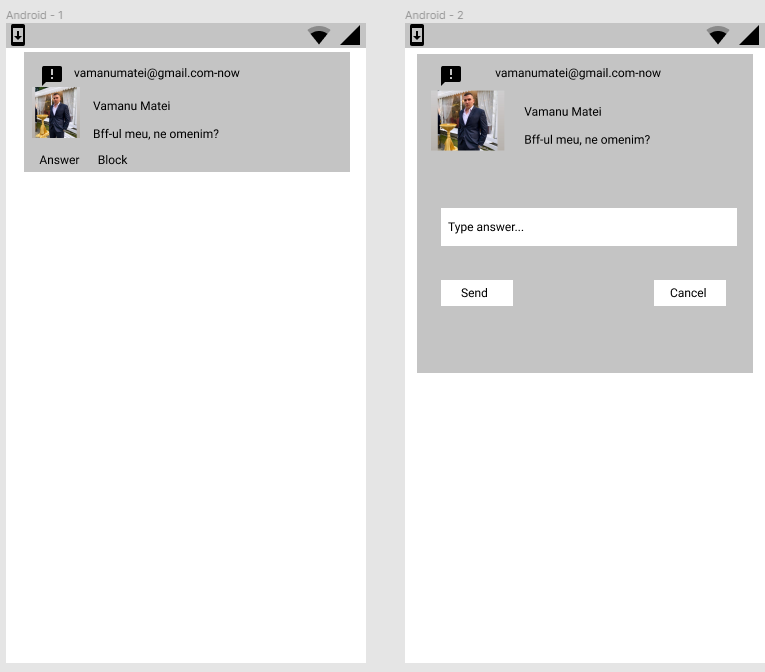 Android - 1
vamanumatei@gmail.com-now
Vamanu Matei
Bff-ul meu, ne omenim?
Answer Block
Android - 2
vamanumatei@gmail.com-now
Vamanu Matei
Bff-ul meu, ne omenim?
Type answer...
Send Cancel